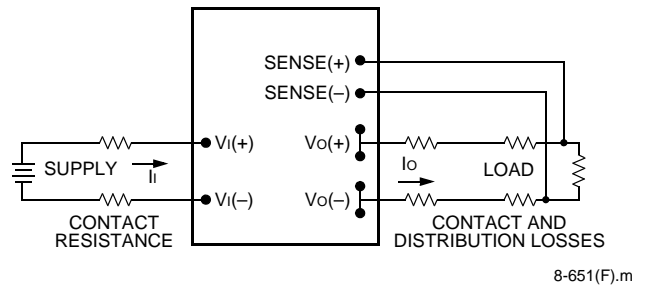 SENSE(+)
SENSE(–)
VI(+)
VO(+)
SUPPLY
II
IO
LOAD
VI(–)
VO(–)
CONTACT
RESISTANCE
CONTACT AND
DISTRIBUTION LOSSES
8-651(F).m